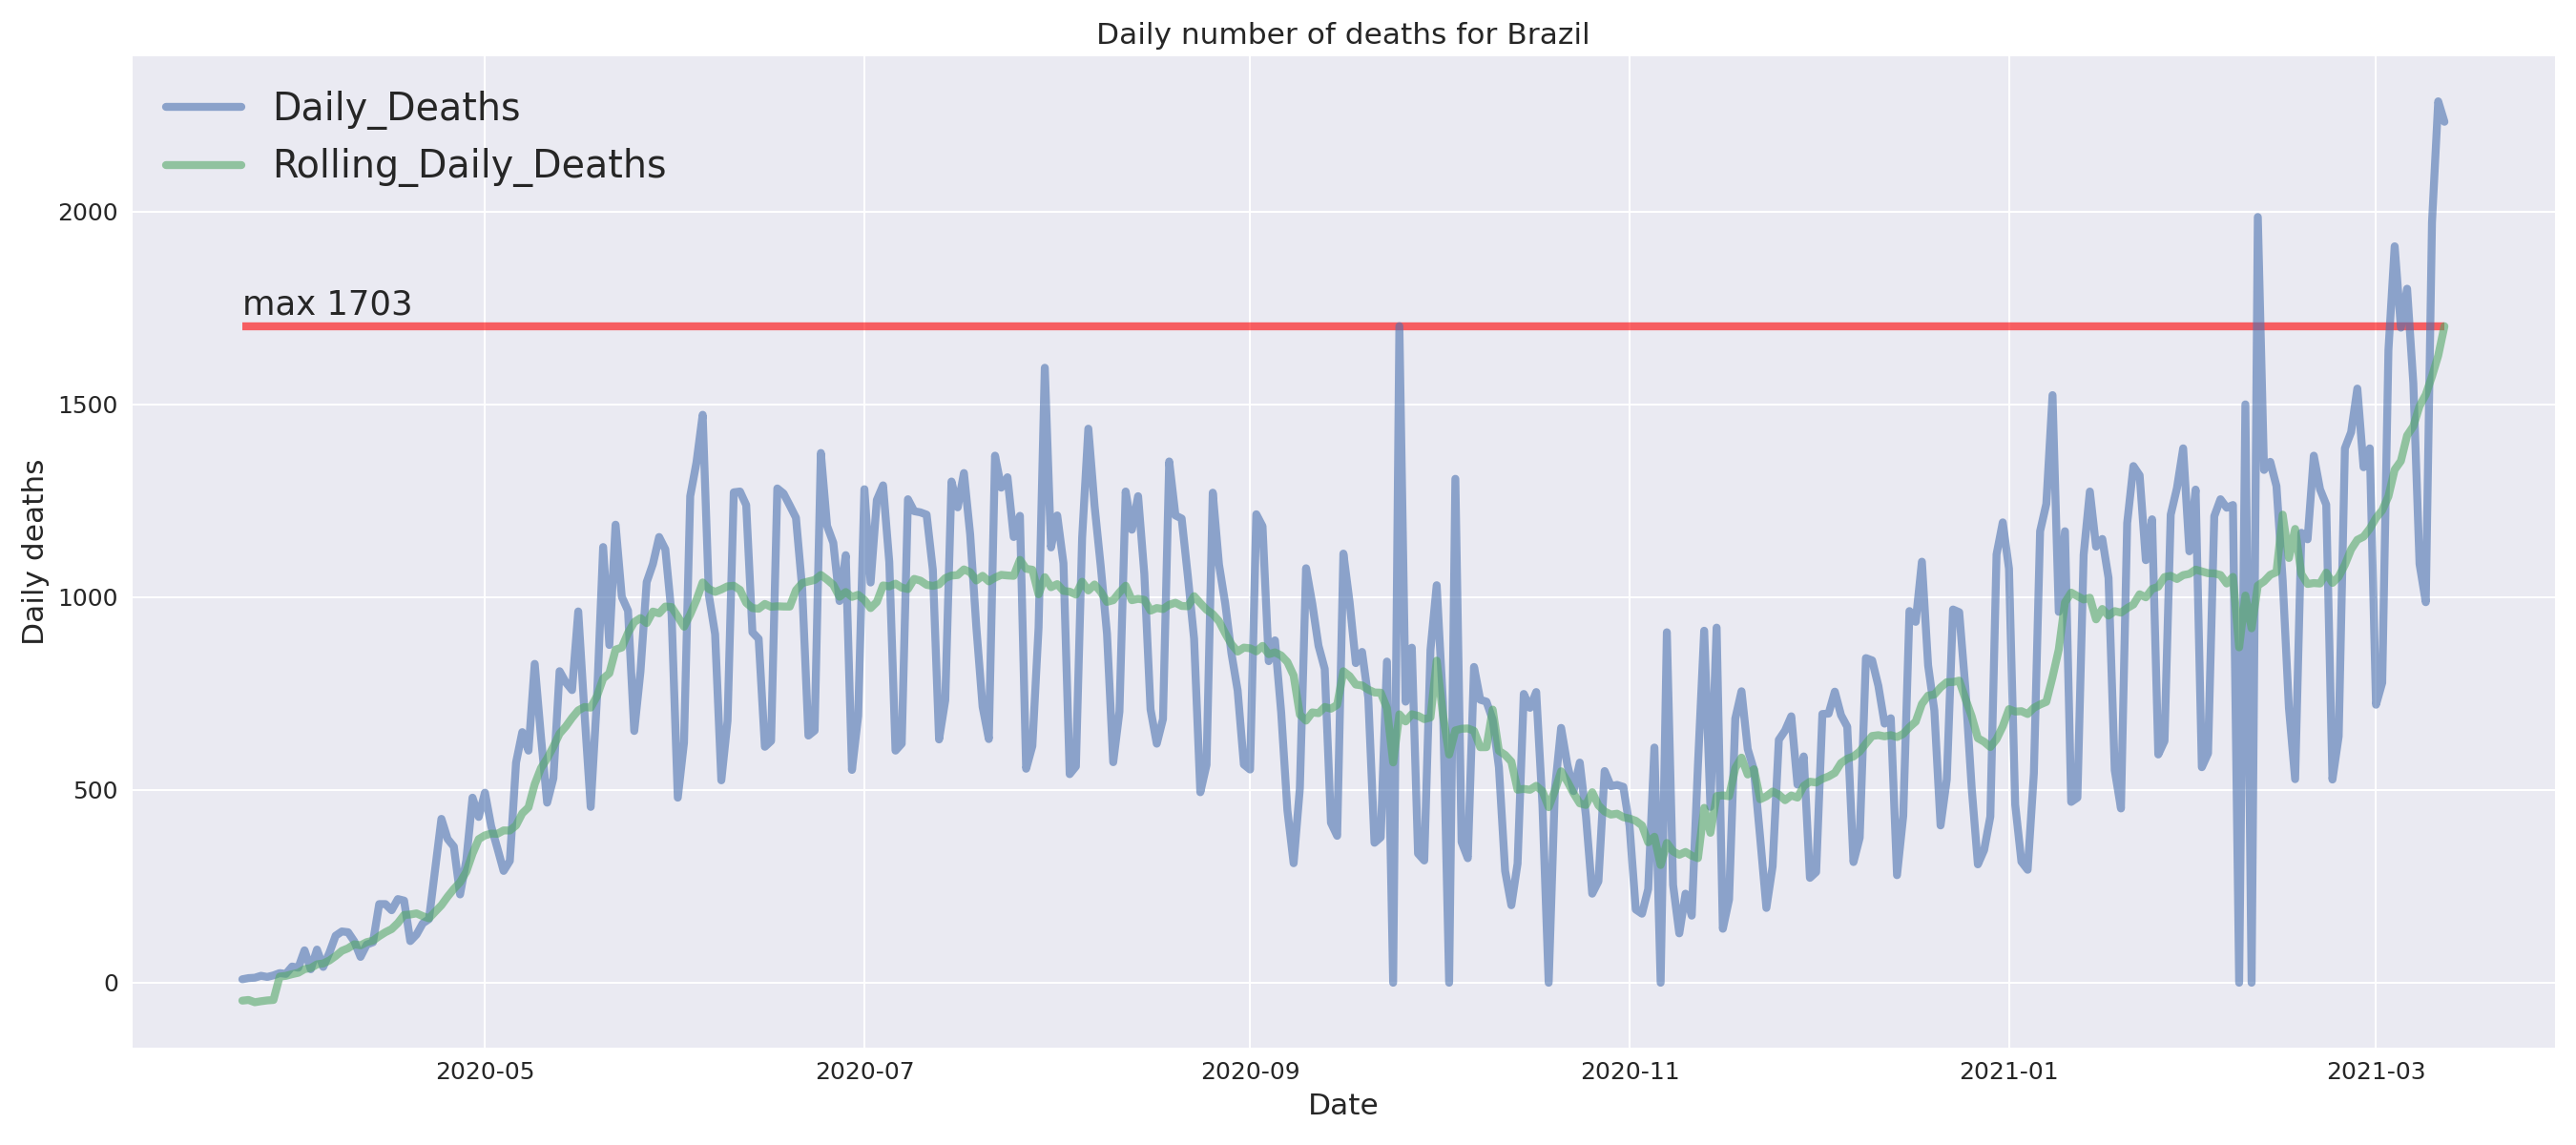 Daily number of deaths for Brazil
Daily_Deaths
Rolling_Daily_Deaths
max 1703
Daily deaths
2000
1500
1000
500
0
2020-05 2020-07 2020-09 2020-11 2021-01 2021-03
Date